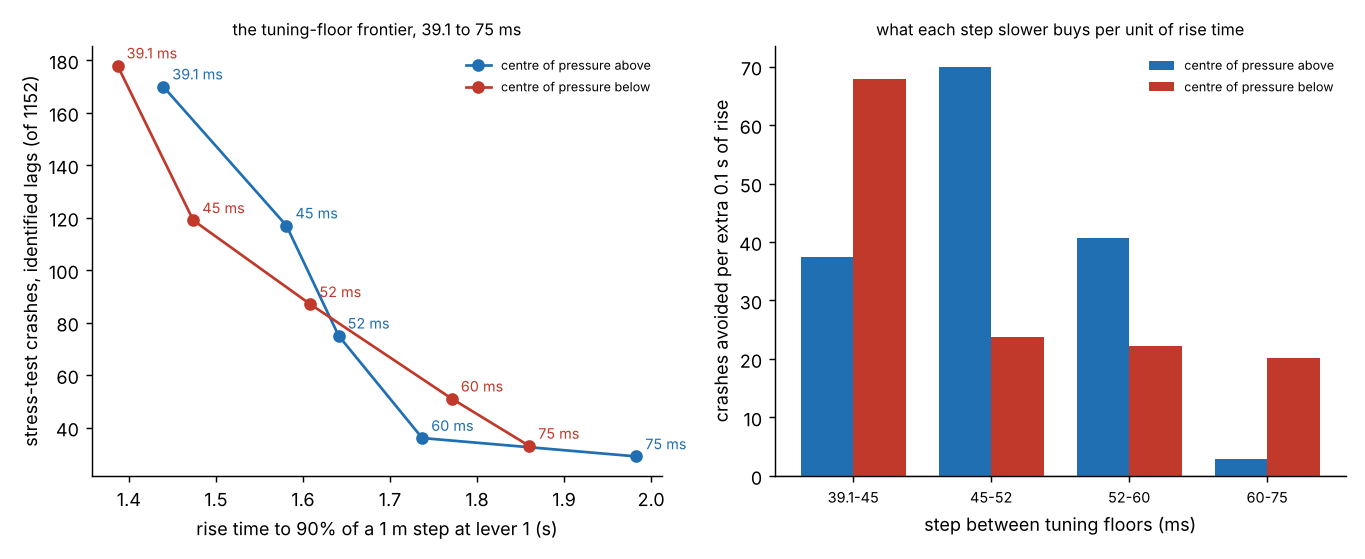 the tuning-floor frontier, 39.1 to 75 ms
stress-test crashes, identified lags (of 1152)
180
160
140
120
100
80
60
40
39.1 ms
39.1 ms
45 ms
45 ms
52 ms
52 ms
60 ms
60 ms
75 ms
75 ms
centre of pressure above
centre of pressure below
1.4
1.5
1.6
1.7
1.8
1.9
2.0
rise time to 90% of a 1 m step at lever 1 (s)
what each step slower buys per unit of rise time
crashes avoided per extra 0.1 s of rise
70
60
50
40
30
20
10
0
centre of pressure above
centre of pressure below
39.1-45
45-52
52-60
60-75
step between tuning floors (ms)